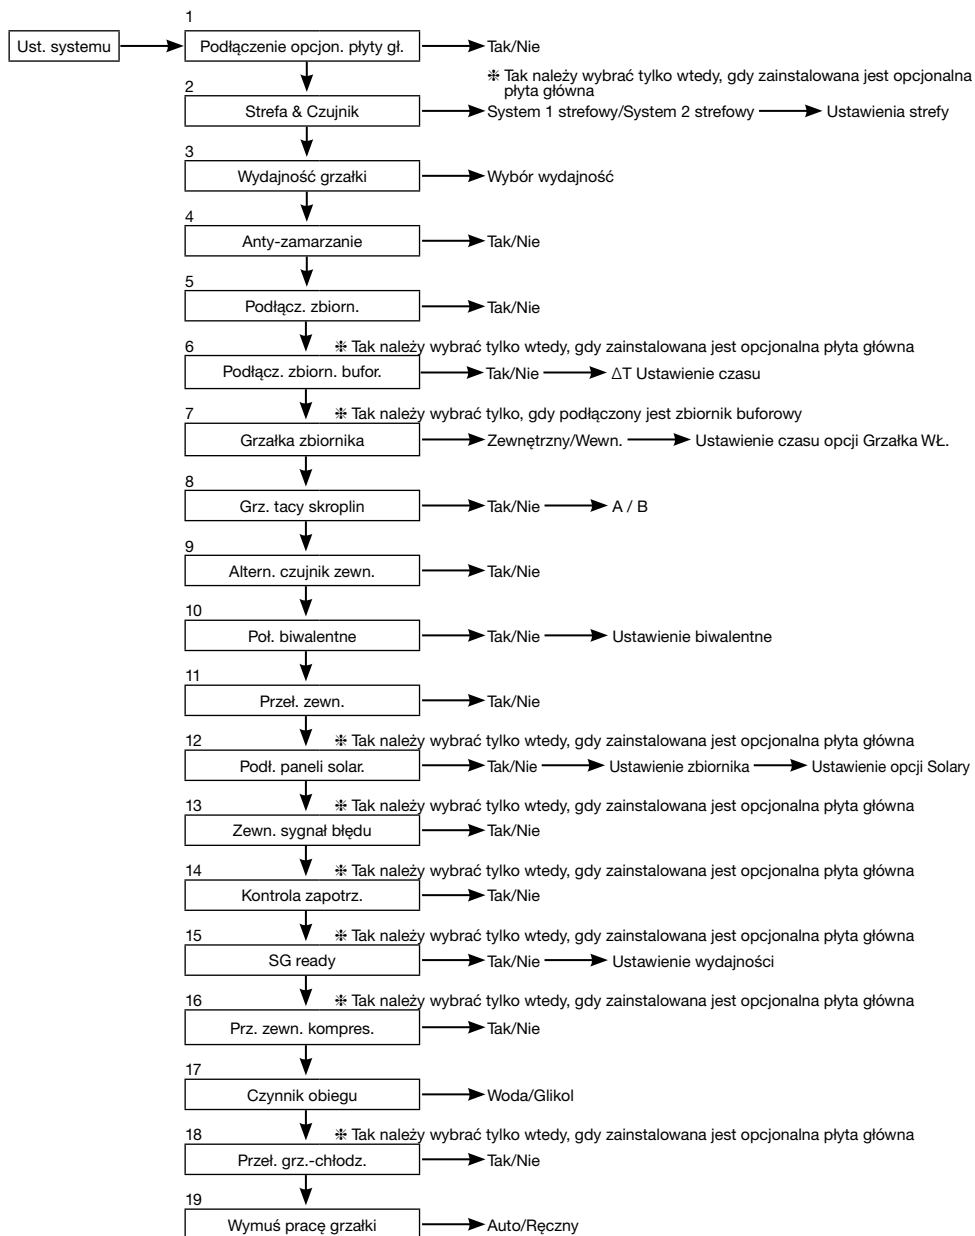 1
Ust. systemu Podłączenie opcjon. płyty gł. Tak/Nie
❉ Tak należy wybrać tylko wtedy, gdy zainstalowana jest opcjonalna
płyta główna
2
Strefa & Czujnik System 1 strefowy/System 2 strefowy Ustawienia strefy
3
Wydajność grzałki Wybór wydajność
4
Anty-zamarzanie Tak/Nie
5
Podłącz. zbiorn. Tak/Nie
6 ❉ Tak należy wybrać tylko wtedy, gdy zainstalowana jest opcjonalna płyta główna
Podłącz. zbiorn. bufor. Tak/Nie ΔT Ustawienie czasu
7 ❉ Tak należy wybrać tylko, gdy podłączony jest zbiornik buforowy
Grzałka zbiornika Zewnętrzny/Wewn. Ustawienie czasu opcji Grzałka WŁ.
8
Grz. tacy skroplin Tak/Nie A / B
9
Altern. czujnik zewn. Tak/Nie
10
Poł. biwalentne Tak/Nie Ustawienie biwalentne
11
Przeł. zewn. Tak/Nie
12 ❉ Tak należy wybrać tylko wtedy, gdy zainstalowana jest opcjonalna płyta główna
Podł. paneli solar. Tak/Nie Ustawienie zbiornika Ustawienie opcji Solary
13 ❉ Tak należy wybrać tylko wtedy, gdy zainstalowana jest opcjonalna płyta główna
Zewn. sygnał błędu Tak/Nie
14 ❉ Tak należy wybrać tylko wtedy, gdy zainstalowana jest opcjonalna płyta główna
Kontrola zapotrz. Tak/Nie
15 ❉ Tak należy wybrać tylko wtedy, gdy zainstalowana jest opcjonalna płyta główna
SG ready Tak/Nie Ustawienie wydajności
16 ❉ Tak należy wybrać tylko wtedy, gdy zainstalowana jest opcjonalna płyta główna
Prz. zewn. kompres. Tak/Nie
17
Czynnik obiegu Woda/Glikol
18 ❉ Tak należy wybrać tylko wtedy, gdy zainstalowana jest opcjonalna płyta główna
Przeł. grz.-chłodz. Tak/Nie
19
Wymuś pracę grzałki Auto/Ręczny